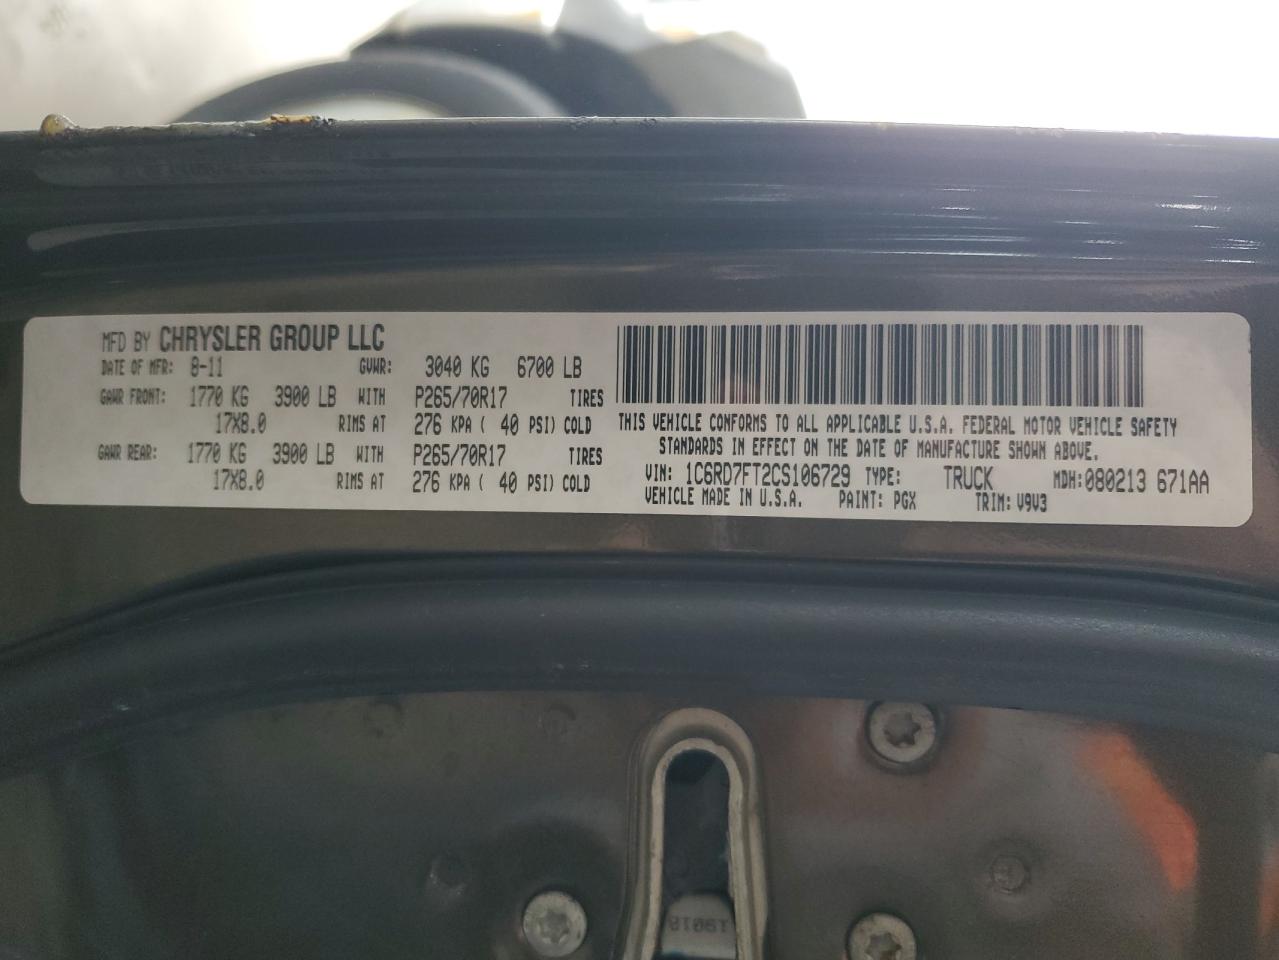 MFD BY CHRYSLER GROUP LLC
DATE OF MFR: 8-11 GVWR: 3040 KG 6700 LB
GAWR FRONT: 1770 KG 3900 LB WITH P265/70R17 TIRES
17X8.0 RIMS AT 276 KPA ( 40 PSI) COLD
GAWR REAR: 1770 KG 3900 LB WITH P265/70R17 TIRES
17X8.0 RIMS AT 276 KPA ( 40 PSI) COLD
THIS VEHICLE CONFORMS TO ALL APPLICABLE U.S.A. FEDERAL MOTOR VEHICLE SAFETY
STANDARDS IN EFFECT ON THE DATE OF MANUFACTURE SHOWN ABOVE.
VIN: 1C6RD7FT2CS106729 TYPE: TRUCK MDH:080213 671AA
VEHICLE MADE IN U.S.A. PAINT: PGX TRIM: V9V3